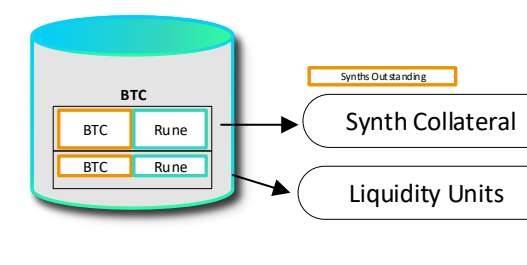 Synths Outstanding
BTC
BTC Rune
Synth Collateral
BTC Rune
Liquidity Units